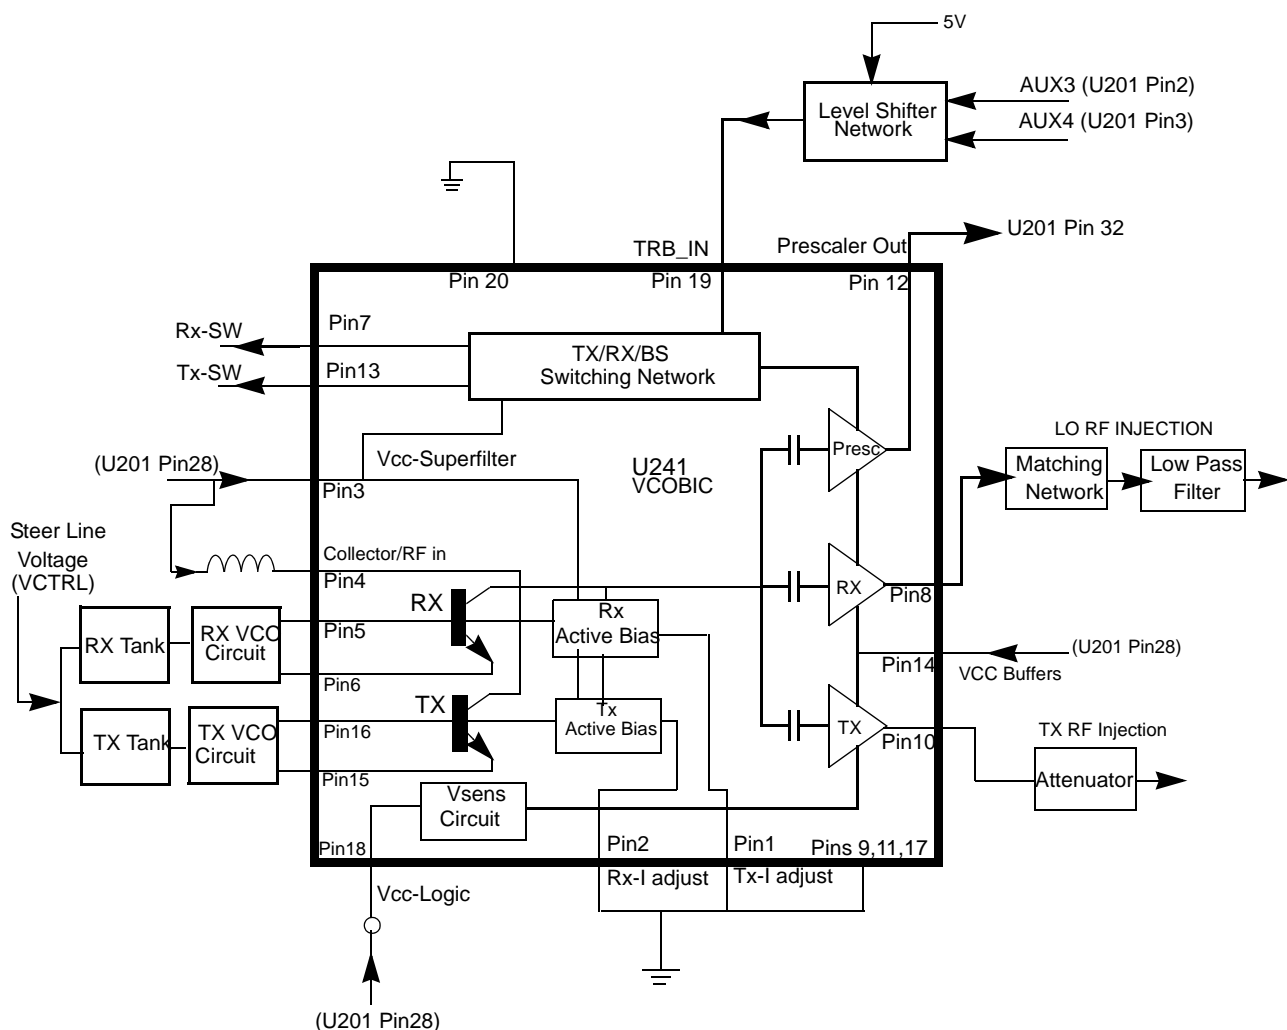 5V
AUX3 (U201 Pin2)
Level Shifter
Network
AUX4 (U201 Pin3)
U201 Pin 32
TRB_IN
Prescaler Out
Pin 20
Pin 19
Pin 12
Rx-SW
Pin7
Tx-SW
Pin13
TX/RX/BS
Switching Network
Presc
LO RF INJECTION
(U201 Pin28)
Vcc-Superfilter
U241
VCOBIC
Matching
Network
Low Pass
Filter
Pin3
Steer Line
Voltage
(VCTRL)
Collector/RF in
Pin4
RX
Rx
Active Bias
RX
Pin8
RX Tank
RX VCO
Circuit
Pin5
Pin6
Pin14
(U201 Pin28)
VCC Buffers
TX
Tx
Active Bias
TX
Pin10
TX RF Injection
TX Tank
TX VCO
Circuit
Pin16
Pin15
Attenuator
Vsens
Circuit
Pin18
Pin2
Pin1
Pins 9,11,17
Rx-I adjust
Tx-I adjust
Vcc-Logic
(U201 Pin28)